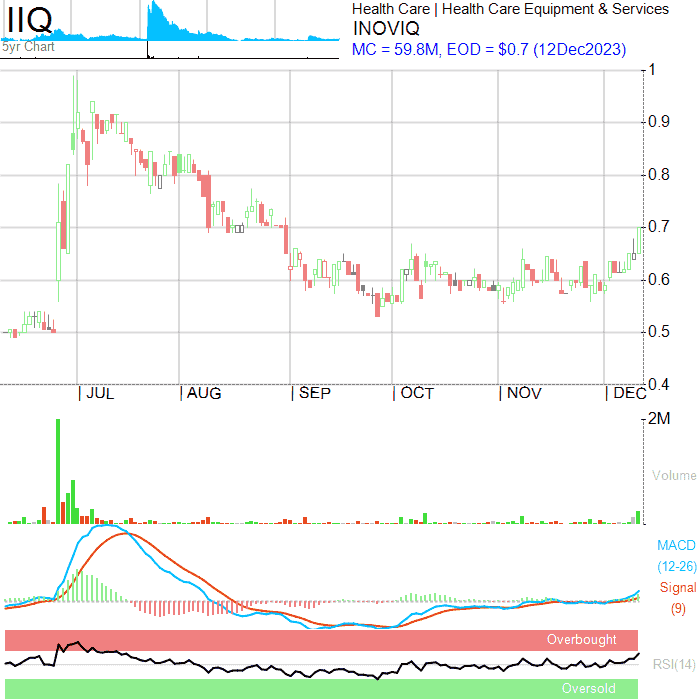 IIQ
5yr Chart
Health Care | Health Care Equipment & Services
INOVIQ
MC = 59.8M, EOD = $0.7 (12Dec2023)
1
0.9
0.8
0.7
0.6
0.5
0.4
| JUL | AUG | SEP | OCT | NOV | DEC
2M
Volume
MACD
(12-26)
Signal
(9)
Overbought
RSI(14)
Oversold